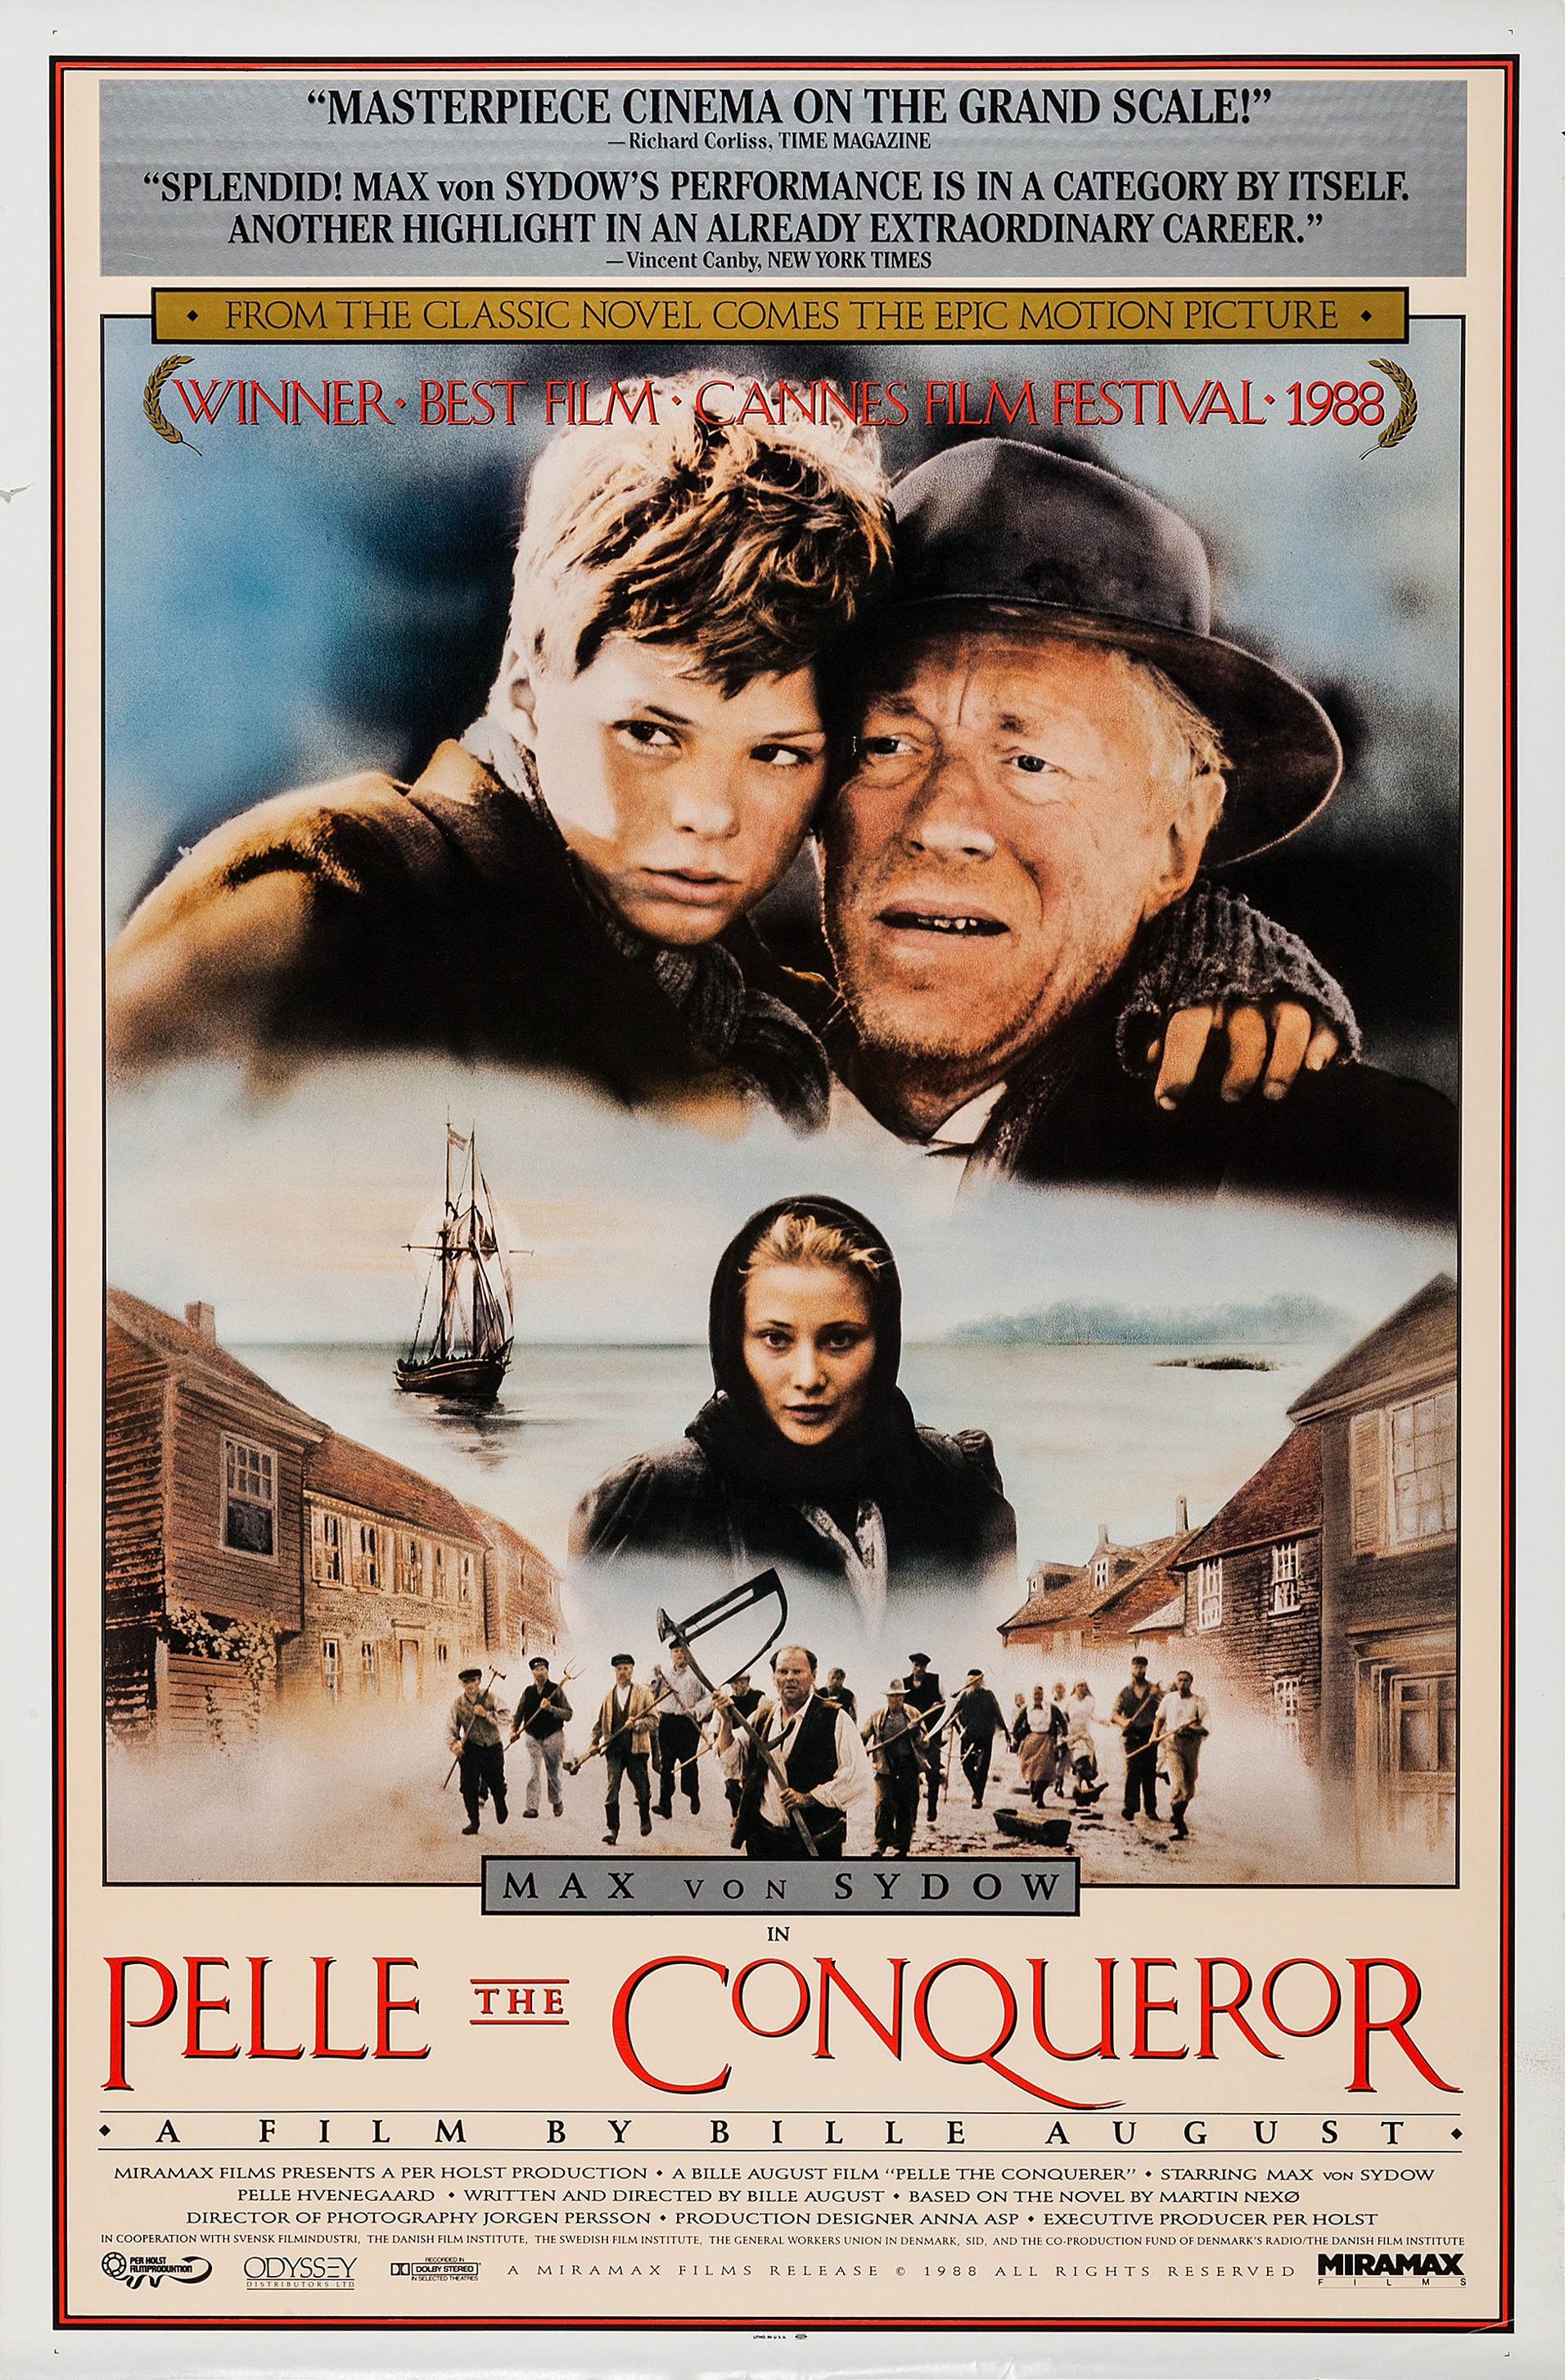 “MASTERPIECE CINEMA ON THE GRAND SCALE!”
—Richard Corliss, TIME MAGAZINE
“SPLENDID! MAX von SYDOW’S PERFORMANCE IS IN A CATEGORY BY ITSELF.
ANOTHER HIGHLIGHT IN AN ALREADY EXTRAORDINARY CAREER.”
—Vincent Canby, NEW YORK TIMES
◆ FROM THE CLASSIC NOVEL COMES THE EPIC MOTION PICTURE ◆
WINNER · BEST FILM · CANNES FILM FESTIVAL · 1988
MAX VON SYDOW
IN
PELLE THE CONQUEROR
◆ A FILM BY BILLE AUGUST ◆
MIRAMAX FILMS PRESENTS A PER HOLST PRODUCTION ◆ A BILLE AUGUST FILM “PELLE THE CONQUERER” ◆ STARRING MAX VON SYDOW
PELLE HVENEGAARD ◆ WRITTEN AND DIRECTED BY BILLE AUGUST ◆ BASED ON THE NOVEL BY MARTIN NEXØ
DIRECTOR OF PHOTOGRAPHY JORGEN PERSSON ◆ PRODUCTION DESIGNER ANNA ASP ◆ EXECUTIVE PRODUCER PER HOLST
IN COOPERATION WITH SVENSK FILMINDUSTRI, THE DANISH FILM INSTITUTE, THE SWEDISH FILM INSTITUTE, THE GENERAL WORKERS UNION IN DENMARK, SID, AND THE CO-PRODUCTION FUND OF DENMARK’S RADIO/THE DANISH FILM INSTITUTE
PER HOLST
FILMPRODUKTION
ODYSSEY
DISTRIBUTORS LTD
RECORDED IN
DOLBY STEREO
IN SELECTED THEATRES
A MIRAMAX FILMS RELEASE © 1988 ALL RIGHTS RESERVED
MIRAMAX
FILMS
LITHO IN U.S.A.